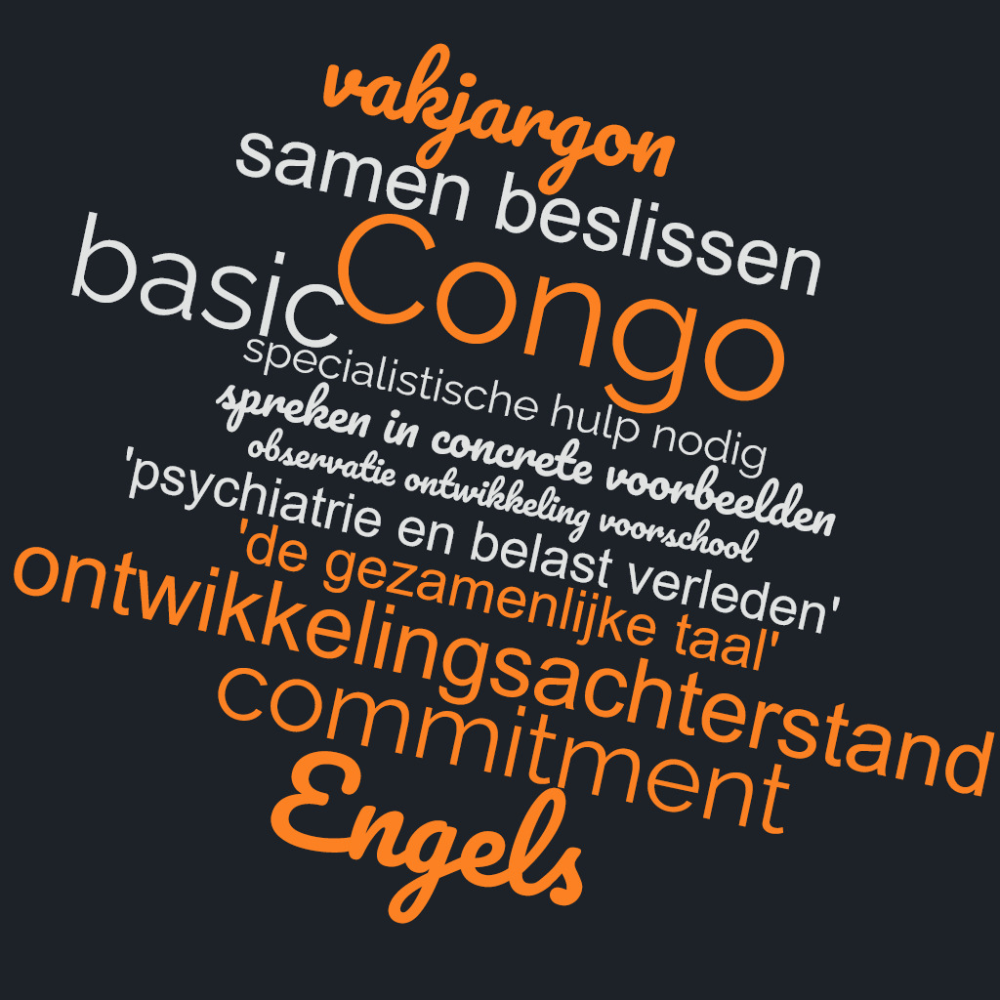 vakjargon
samen beslissen
basic
Congo
specialistische hulp nodig
spreken in concrete voorbeelden
observatie ontwikkeling voorschool
'psychiatrie en belast verleden'
'de gezamenlijke taal'
ontwikkelingsachterstand
commitment
Engels